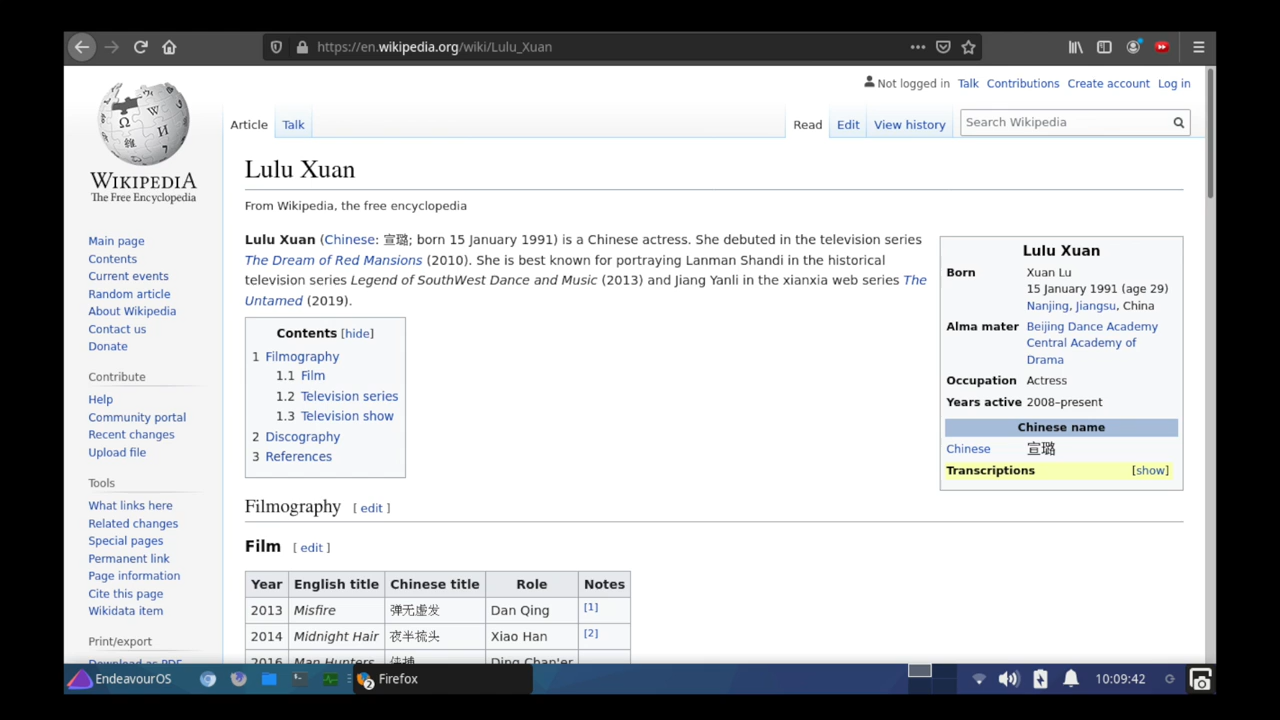 https://en.wikipedia.org/wiki/Lulu_Xuan
Not logged in Talk Contributions Create account Log in
Article Talk Read Edit View history Search Wikipedia
WIKIPEDIA
The Free Encyclopedia
Main page
Contents
Current events
Random article
About Wikipedia
Contact us
Donate
Contribute
Help
Community portal
Recent changes
Upload file
Tools
What links here
Related changes
Special pages
Permanent link
Page information
Cite this page
Wikidata item
Print/export
Download as PDF
Lulu Xuan
From Wikipedia, the free encyclopedia
Lulu Xuan (Chinese: 宣璐; born 15 January 1991) is a Chinese actress. She debuted in the television series
The Dream of Red Mansions (2010). She is best known for portraying Lanman Shandi in the historical
television series Legend of SouthWest Dance and Music (2013) and Jiang Yanli in the xianxia web series The
Untamed (2019).
Contents [hide]
1 Filmography
1.1 Film
1.2 Television series
1.3 Television show
2 Discography
3 References
Lulu Xuan
Born Xuan Lu
15 January 1991 (age 29)
Nanjing, Jiangsu, China
Alma mater Beijing Dance Academy
Central Academy of
Drama
Occupation Actress
Years active 2008–present
Chinese name
Chinese 宣璐
Transcriptions [show]
Filmography [ edit ]
Film [ edit ]
Year English title Chinese title Role Notes
2013 Misfire 弹无虚发 Dan Qing [1]
2014 Midnight Hair 夜半梳头 Xiao Han [2]
2016 Man Hunters Ding Chan'er
EndeavourOS 2 Firefox 10:09:42